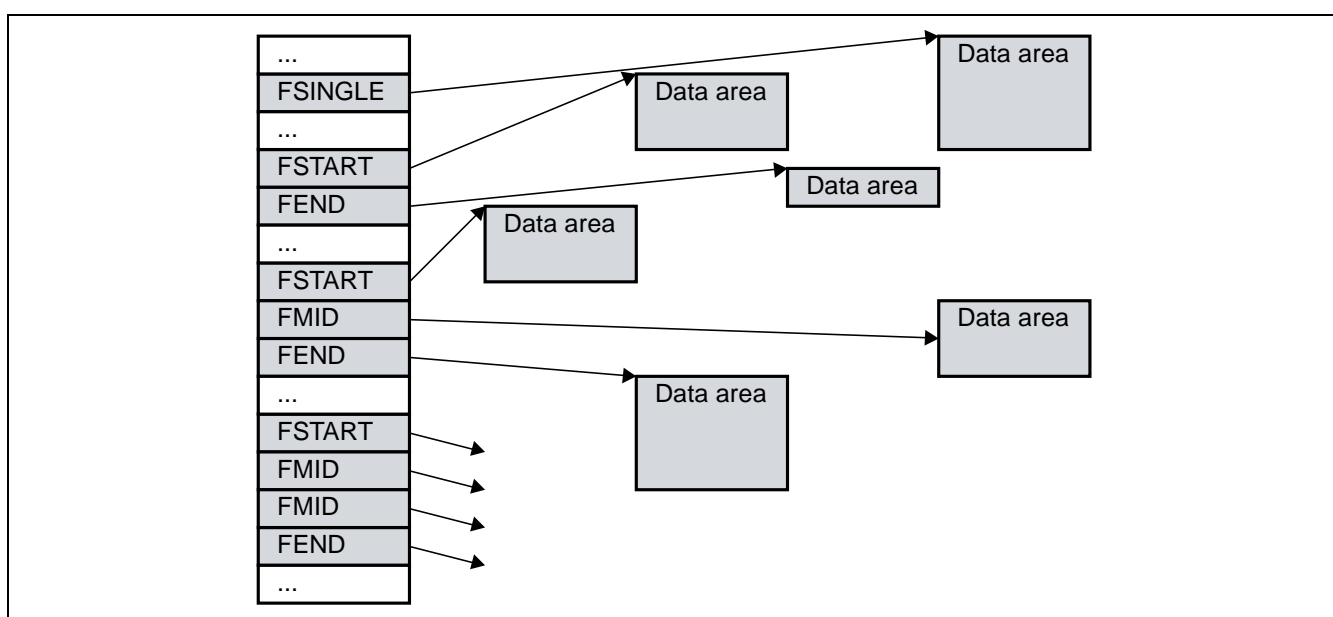 ...
FSINGLE
...
FSTART
FEND
...
FSTART
FMID
FEND
...
FSTART
FMID
FMID
FEND
...
Data area
Data area
Data area
Data area
Data area
Data area